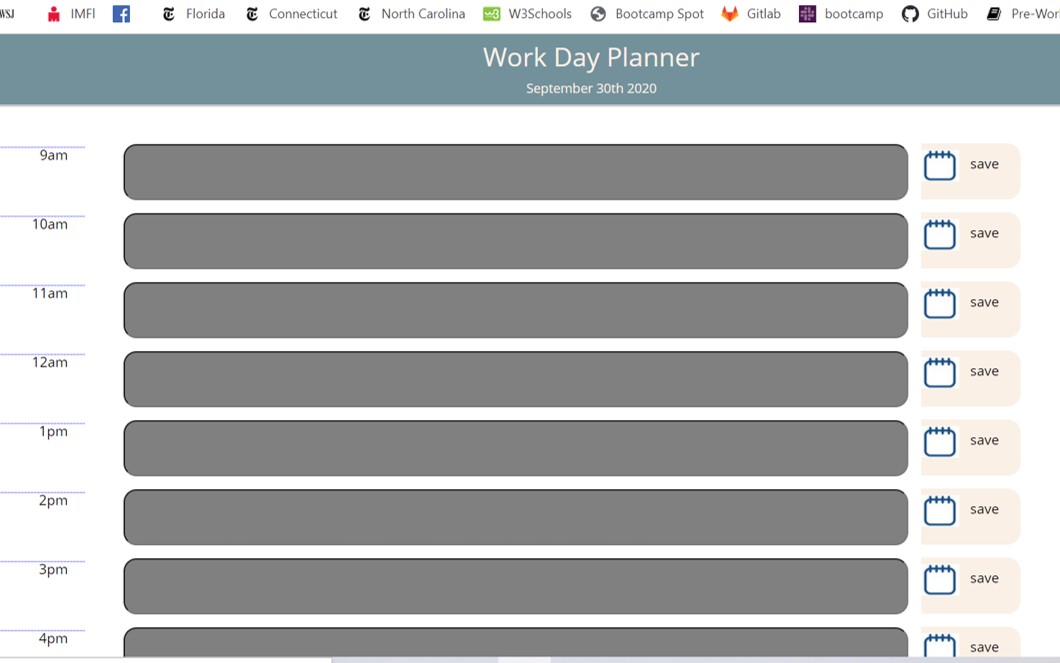 WSJ IMFl Florida Connecticut North Carolina W3Schools Bootcamp Spot Gitlab bootcamp GitHub Pre-Wor
Work Day Planner
September 30th 2020
9am save
10am save
11am save
12am save
1pm save
2pm save
3pm save
4pm save